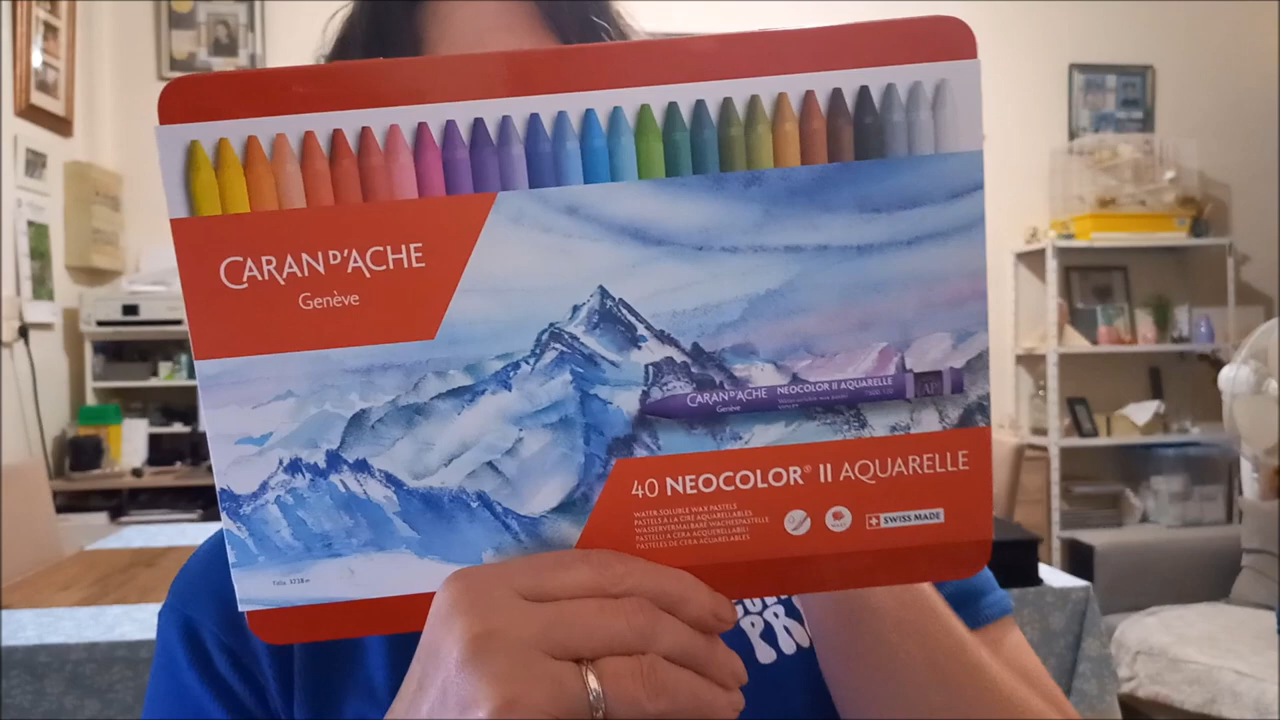 CARAN D'ACHE
Genève
CARAN D'ACHE
Genève
NEOCOLOR II AQUARELLE
40 NEOCOLOR® II AQUARELLE
WATER-SOLUBLE WAX PASTELS
PASTELS À LA CIRE AQUARELLABLES
WASSERVERMALBARE WACHSPASTELLE
PASTELLI A CERA ACQUERELLABILI
PASTELES DE CERA ACUARELABLES
SWISS MADE
PR